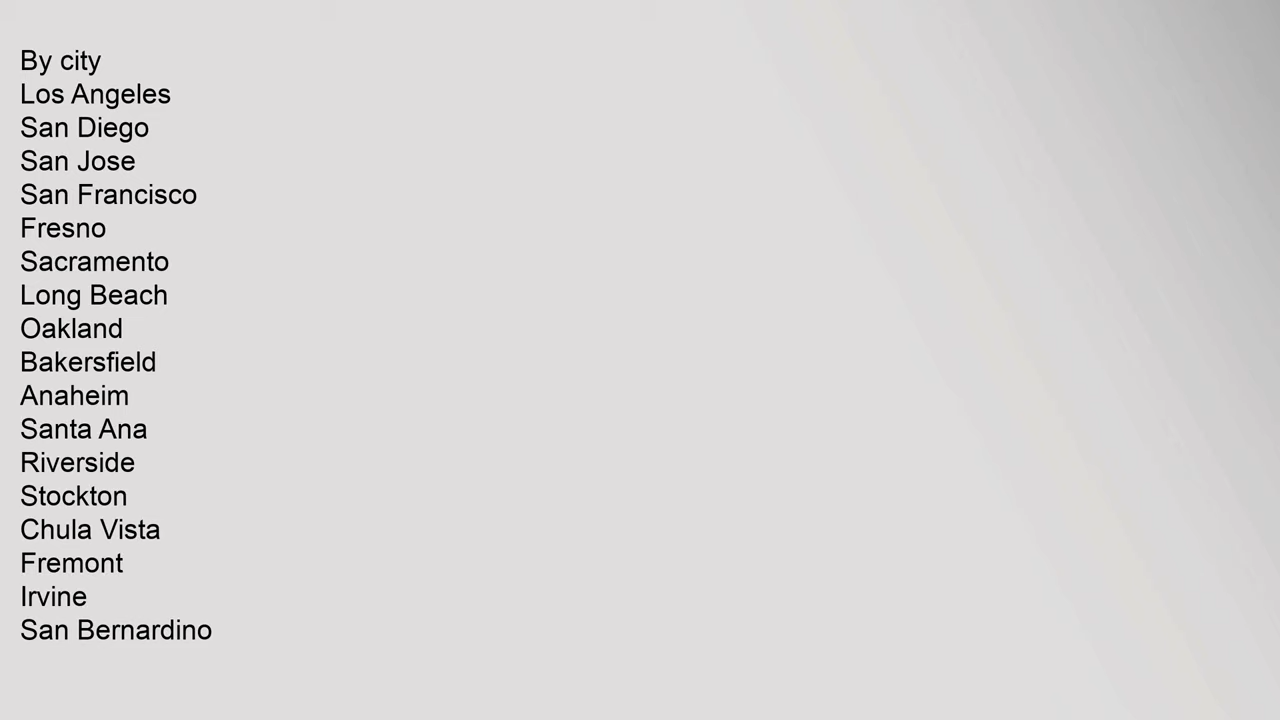 By city
Los Angeles
San Diego
San Jose
San Francisco
Fresno
Sacramento
Long Beach
Oakland
Bakersfield
Anaheim
Santa Ana
Riverside
Stockton
Chula Vista
Fremont
Irvine
San Bernardino